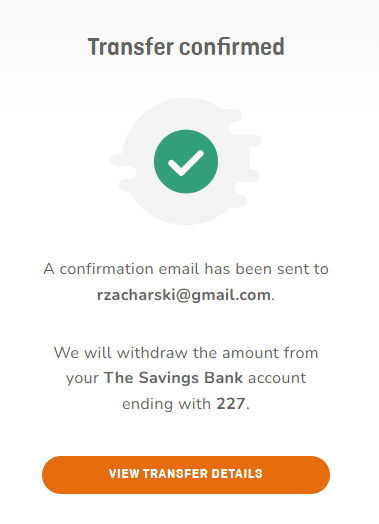 Transfer confirmed
A confirmation email has been sent to
rzacharski@gmail.com.
We will withdraw the amount from
your The Savings Bank account
ending with 227.
VIEW TRANSFER DETAILS